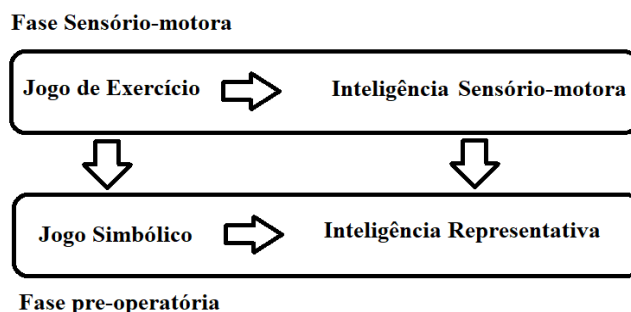 Fase Sensório-motora
Jogo de Exercício
Inteligência Sensório-motora
Jogo Simbólico
Inteligência Representativa
Fase pre-operatória